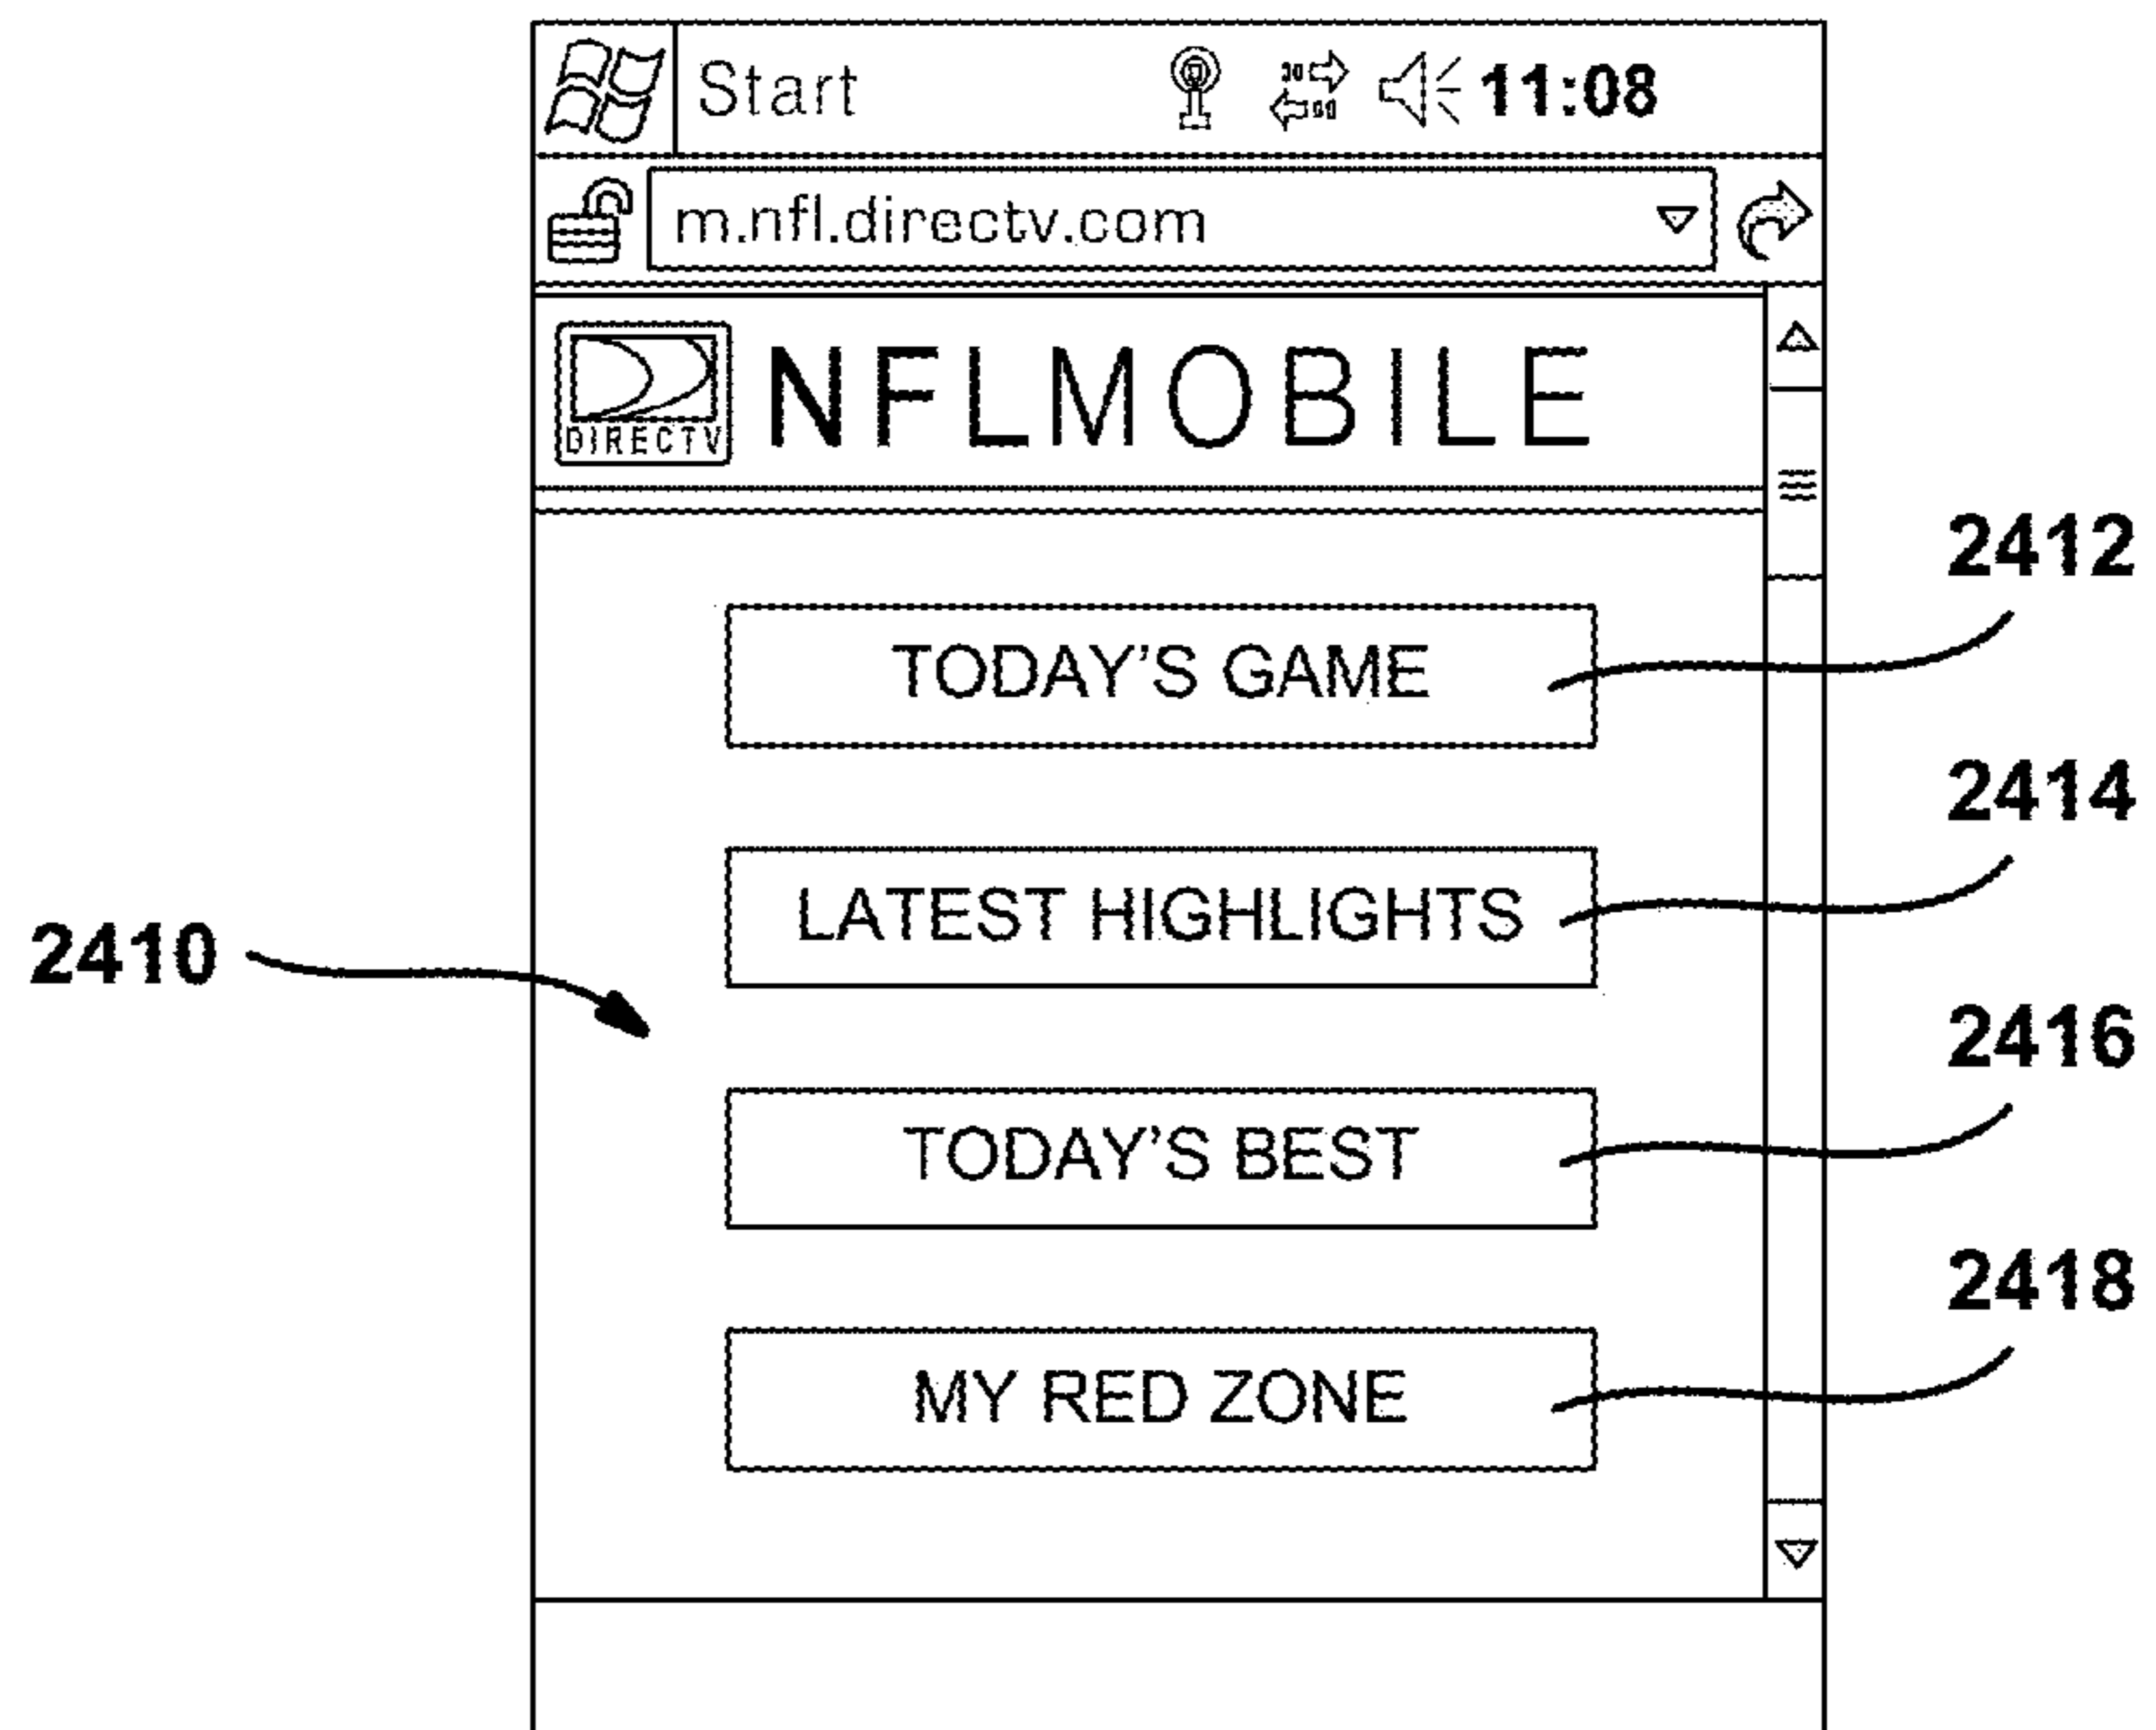 Start 11:08
m.nfl.directv.com
DIRECTV NFLMOBILE
2412
TODAY'S GAME
2414
LATEST HIGHLIGHTS
2410
2416
TODAY'S BEST
2418
MY RED ZONE